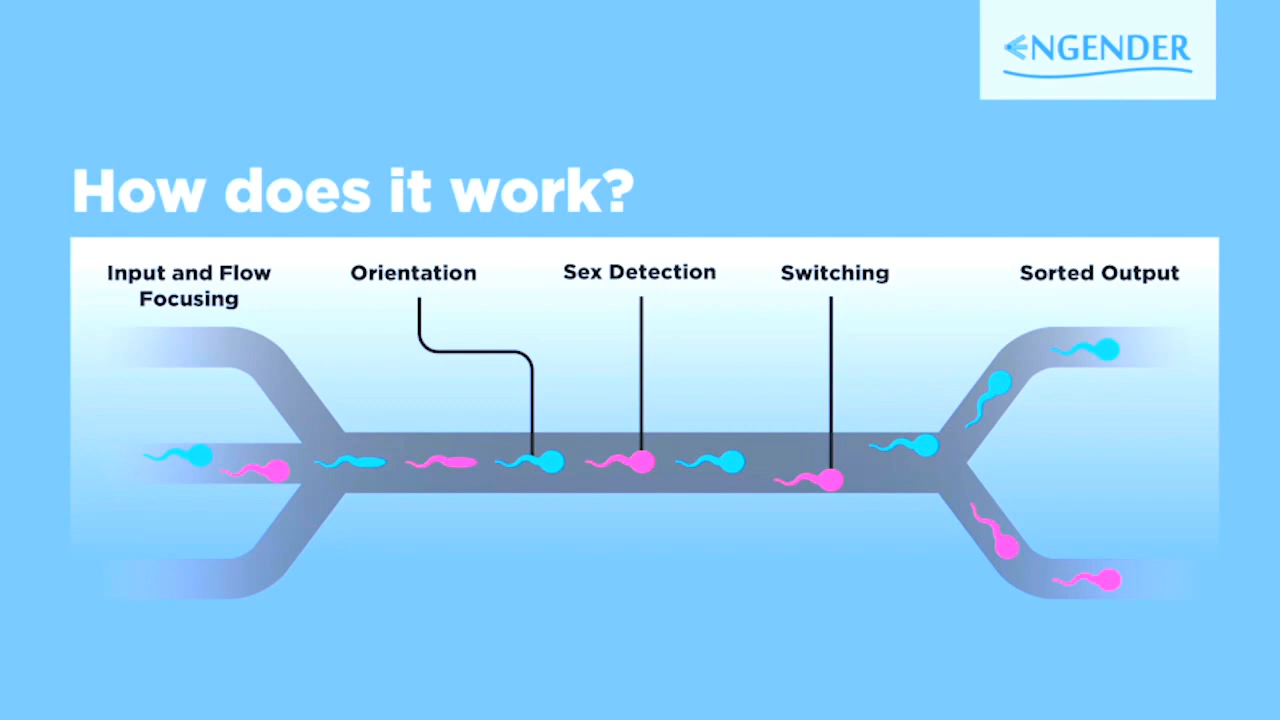 ENGENDER
How does it work?
Input and Flow
Focusing
Orientation
Sex Detection
Switching
Sorted Output